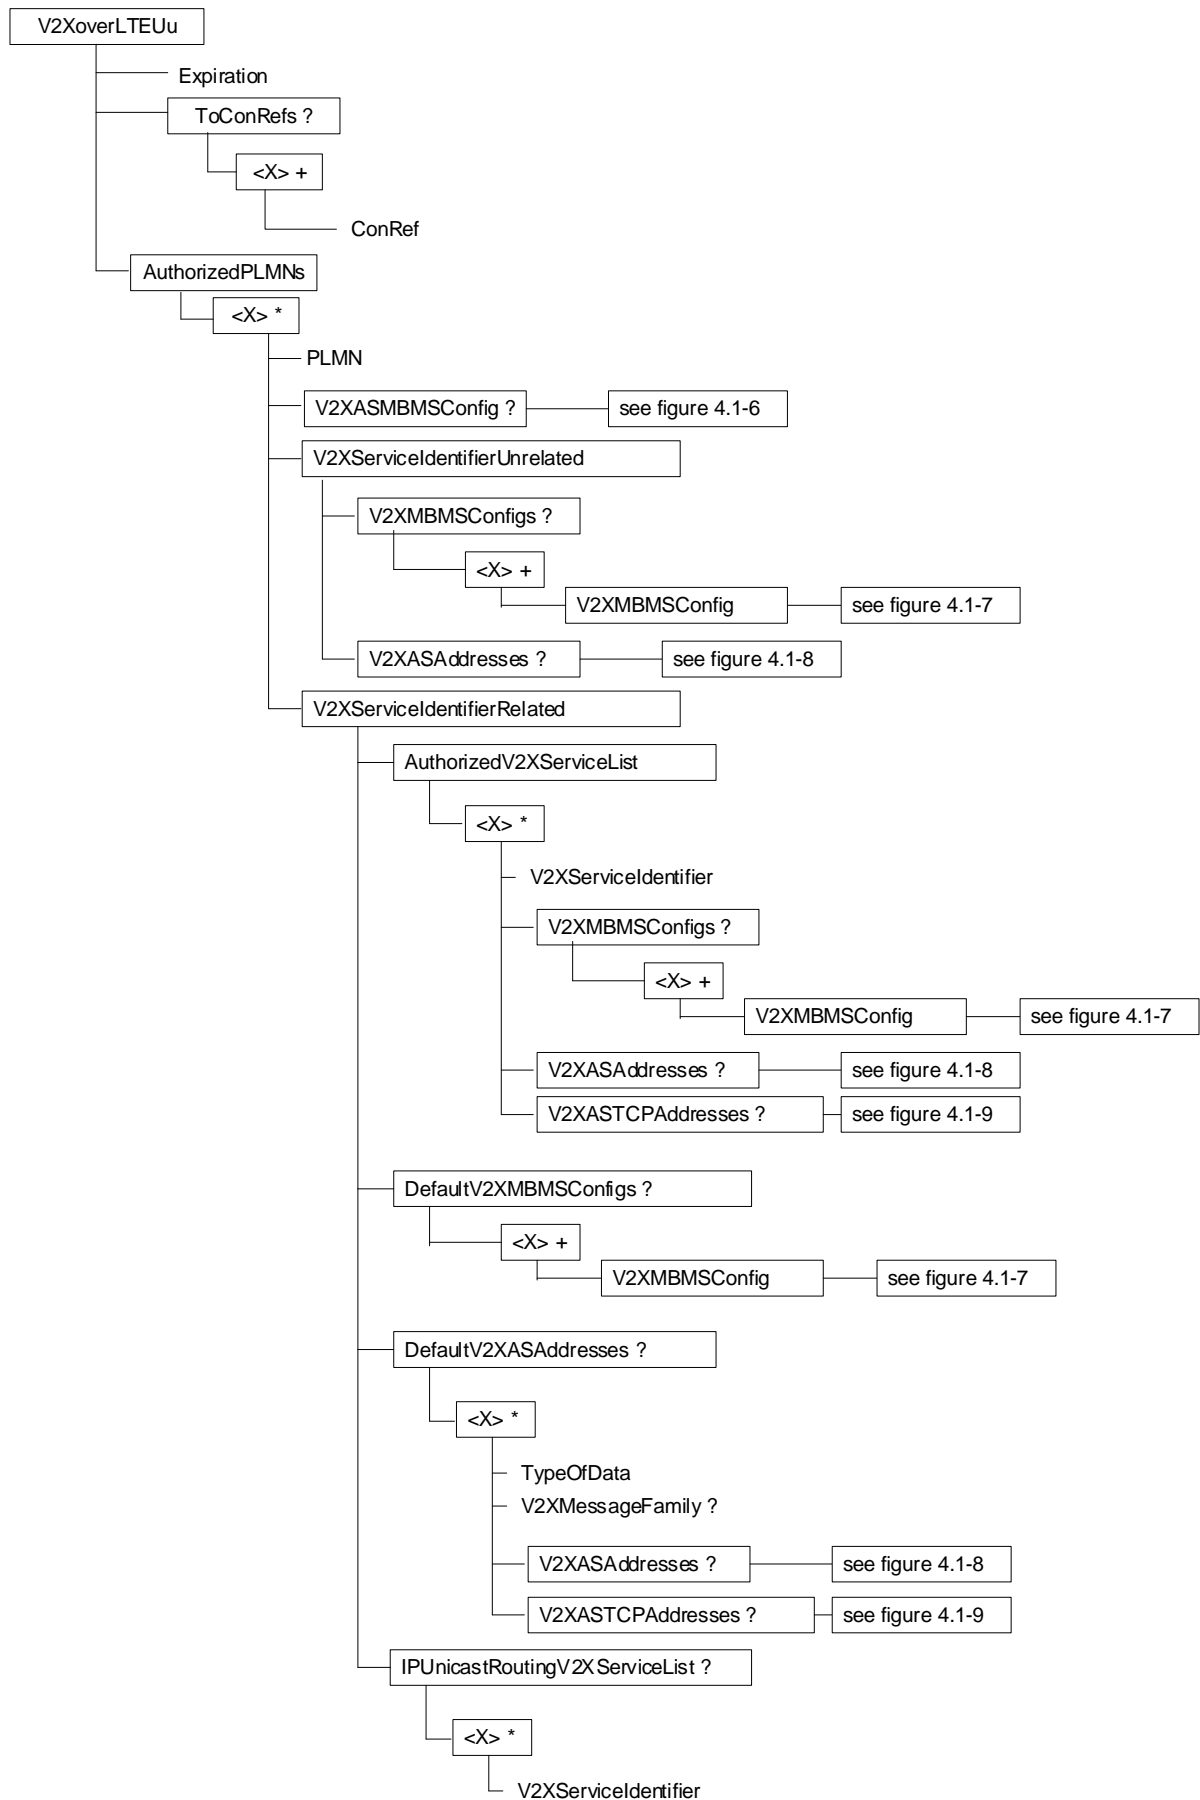 V2XoverLTEUu
Expiration
ToConRefs ?
<X> +
ConRef
AuthorizedPLMNs
<X> *
PLMN
V2XASMBMSConfig ?
see figure 4.1-6
V2XServiceIdentifierUnrelated
V2XMBMSConfigs ?
<X> +
V2XMBMSConfig
see figure 4.1-7
V2XASAddresses ?
see figure 4.1-8
V2XServiceIdentifierRelated
AuthorizedV2XServiceList
<X> *
V2XServiceIdentifier
V2XMBMSConfigs ?
<X> +
V2XMBMSConfig
see figure 4.1-7
V2XASAddresses ?
see figure 4.1-8
V2XASTCPAddresses ?
see figure 4.1-9
DefaultV2XMBMSConfigs ?
<X> +
V2XMBMSConfig
see figure 4.1-7
DefaultV2XASAddresses ?
<X> *
TypeOfData
V2XMessageFamily ?
V2XASAddresses ?
see figure 4.1-8
V2XASTCPAddresses ?
see figure 4.1-9
IPUnicastRoutingV2XServiceList ?
<X> *
V2XServiceIdentifier